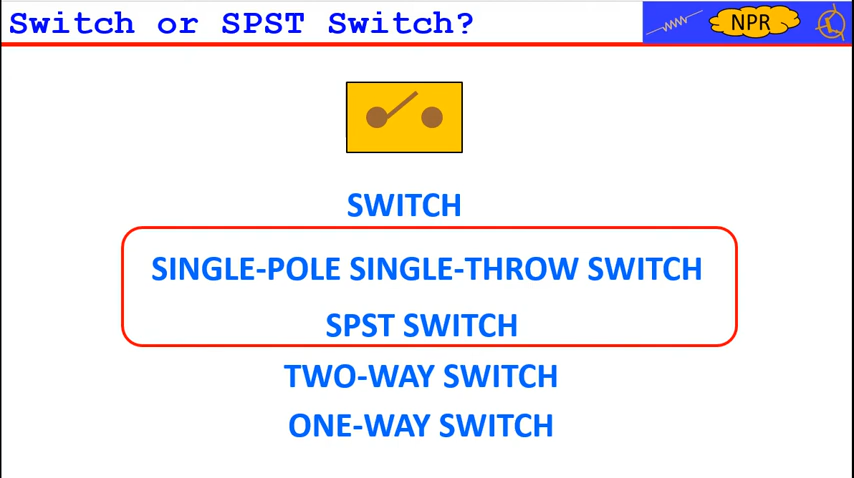 Switch or SPST Switch?
NPR
SWITCH
SINGLE-POLE SINGLE-THROW SWITCH
SPST SWITCH
TWO-WAY SWITCH
ONE-WAY SWITCH